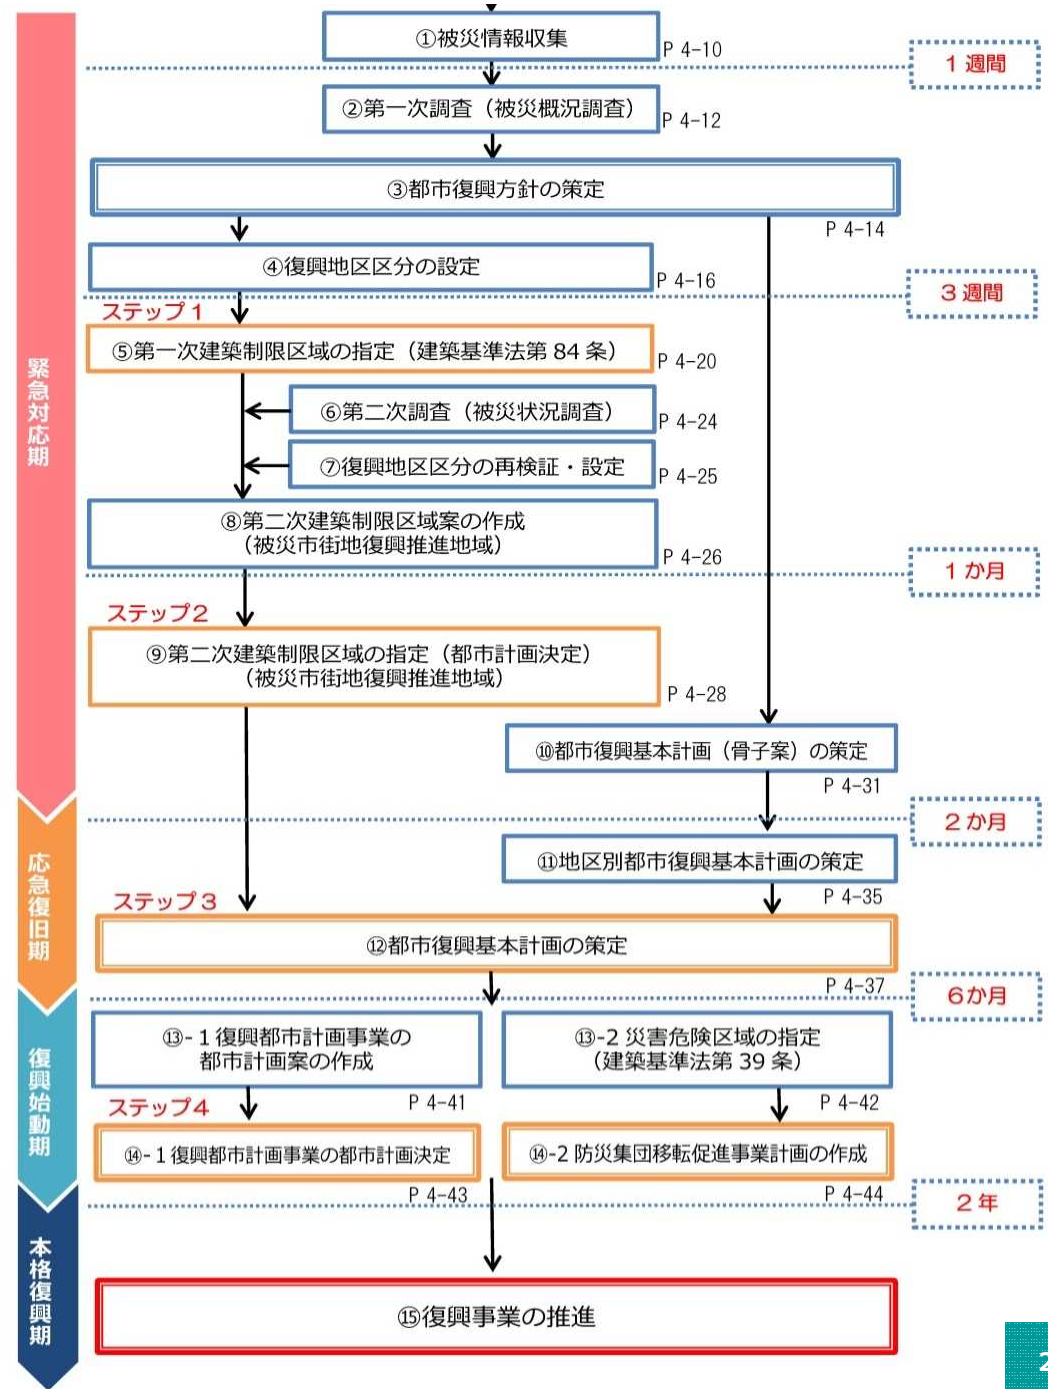 ①被災情報収集
P 4-10
1週間
②第一次調査（被災概況調査）
P 4-12
③都市復興方針の策定
P 4-14
④復興地区区分の設定
P 4-16
3週間
ステップ1
⑤第一次建築制限区域の指定（建築基準法第 84 条）
P 4-20
⑥第二次調査（被災状況調査）
P 4-24
⑦復興地区区分の再検証・設定
P 4-25
⑧第二次建築制限区域案の作成
（被災市街地復興推進地域）
P 4-26
1か月
ステップ2
⑨第二次建築制限区域の指定（都市計画決定）
（被災市街地復興推進地域）
P 4-28
⑩都市復興基本計画（骨子案）の策定
P 4-31
2か月
⑪地区別都市復興基本計画の策定
P 4-35
ステップ3
⑫都市復興基本計画の策定
P 4-37
6か月
⑬-1復興都市計画事業の
都市計画案の作成
P 4-41
⑬-2災害危険区域の指定
（建築基準法第 39 条）
P 4-42
ステップ4
⑭-1復興都市計画事業の都市計画決定
P 4-43
⑭-2防災集団移転促進事業計画の作成
P 4-44
2年
⑮復興事業の推進
緊急対応期
応急復旧期
復興始動期
本格復興期
2